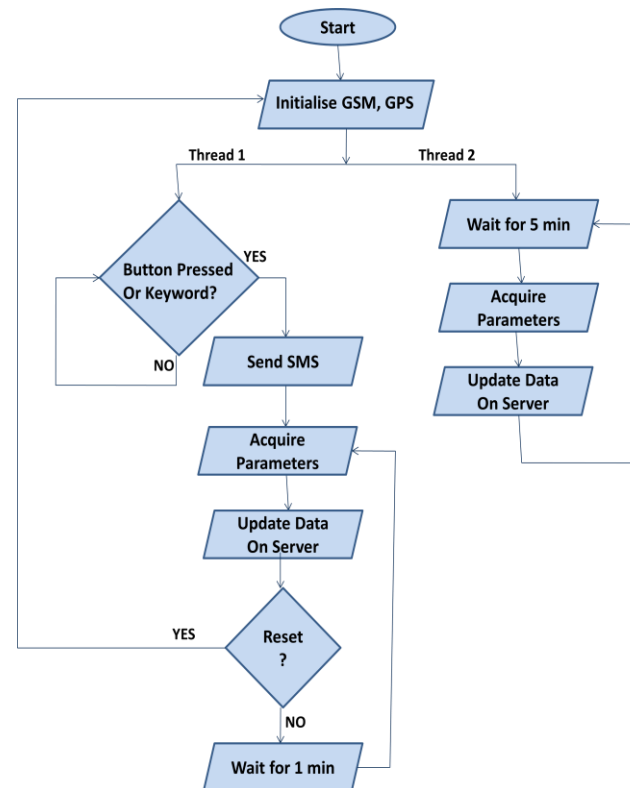 Start
Initialise GSM, GPS
Thread 1
Thread 2
Button Pressed
Or Keyword?
YES
NO
Send SMS
Acquire
Parameters
Update Data
On Server
Reset
?
YES
NO
Wait for 1 min
Wait for 5 min
Acquire
Parameters
Update Data
On Server